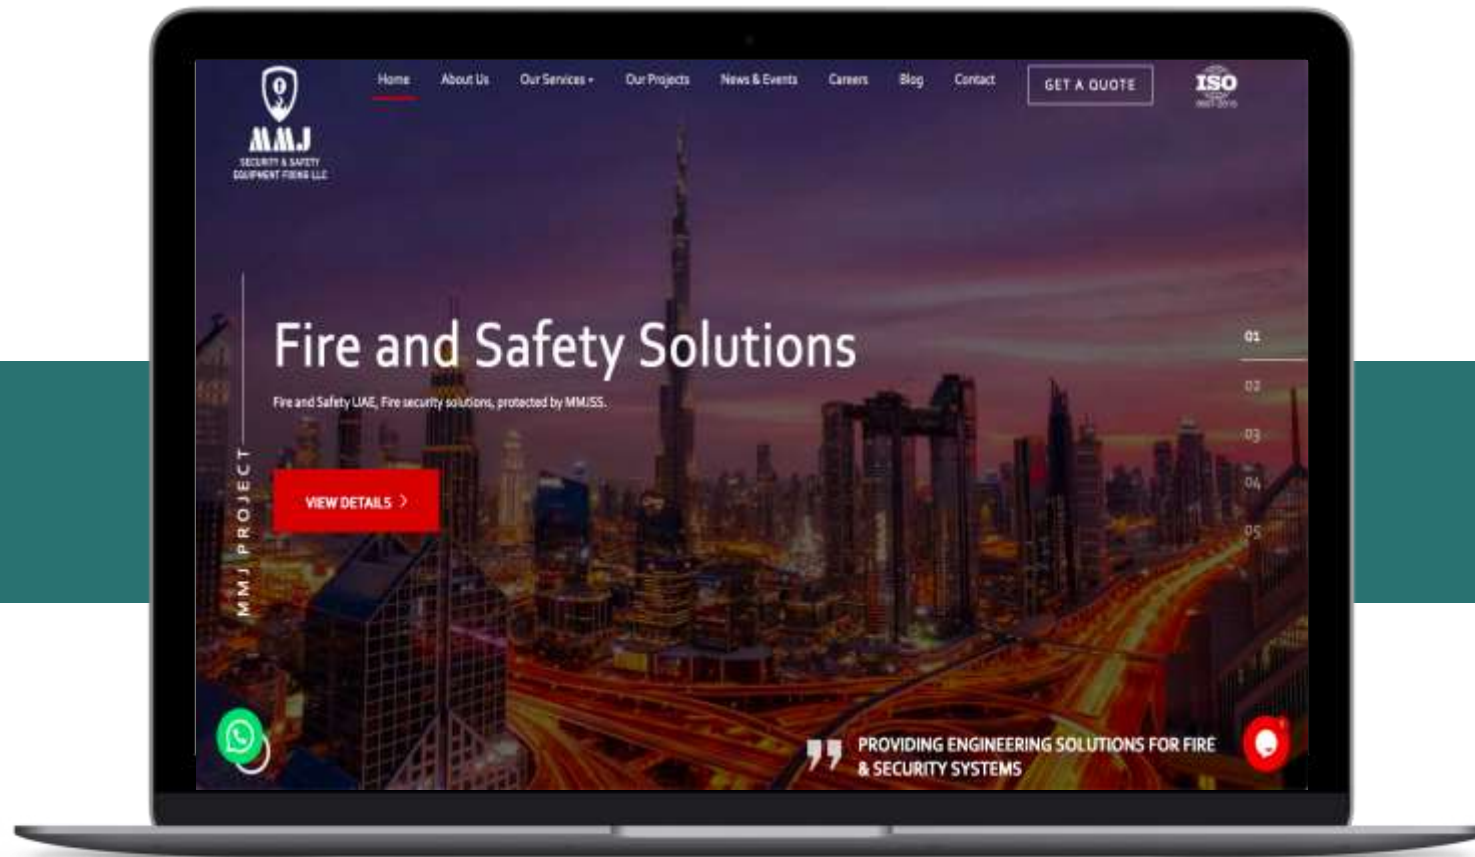 Home
About Us
Our Services
Our Projects
News & Events
Careers
Blog
Contact
GET A QUOTE
ISO
MMJ
SECURITY & SAFETY
EQUIPMENT FIXING LLC
Fire and Safety Solutions
Fire and Safety UAE, Fire security solutions, protected by MMJSS.
VIEW DETAILS >
MMJ PROJECT
01
02
03
04
05
" PROVIDING ENGINEERING SOLUTIONS FOR FIRE
& SECURITY SYSTEMS